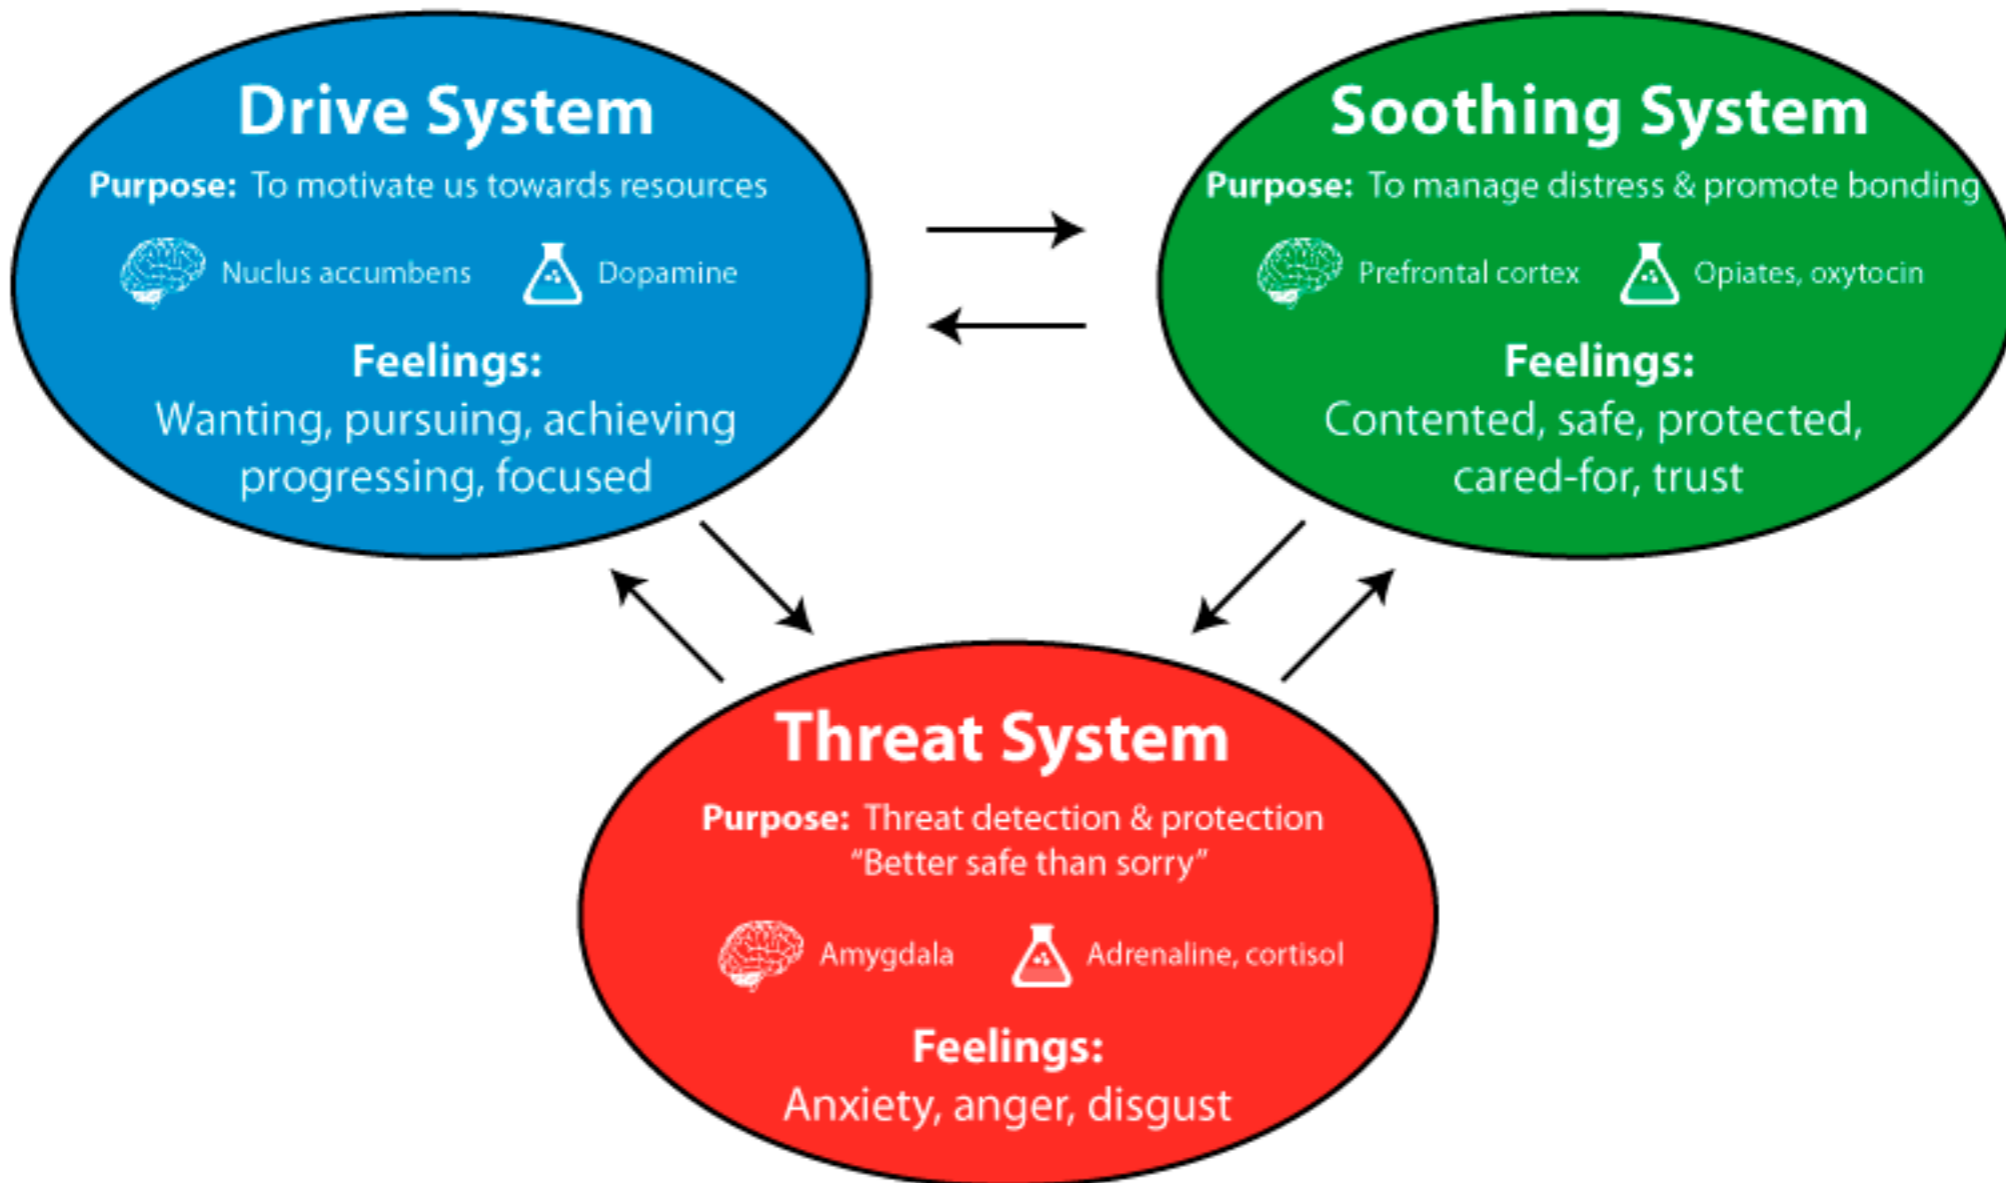 Drive System
Purpose: To motivate us towards resources
Nuclus accumbens
Dopamine
Feelings:
Wanting, pursuing, achieving
progressing, focused
Soothing System
Purpose: To manage distress & promote bonding
Prefrontal cortex
Opiates, oxytocin
Feelings:
Contented, safe, protected,
cared-for, trust
Threat System
Purpose: Threat detection & protection
“Better safe than sorry”
Amygdala
Adrenaline, cortisol
Feelings:
Anxiety, anger, disgust